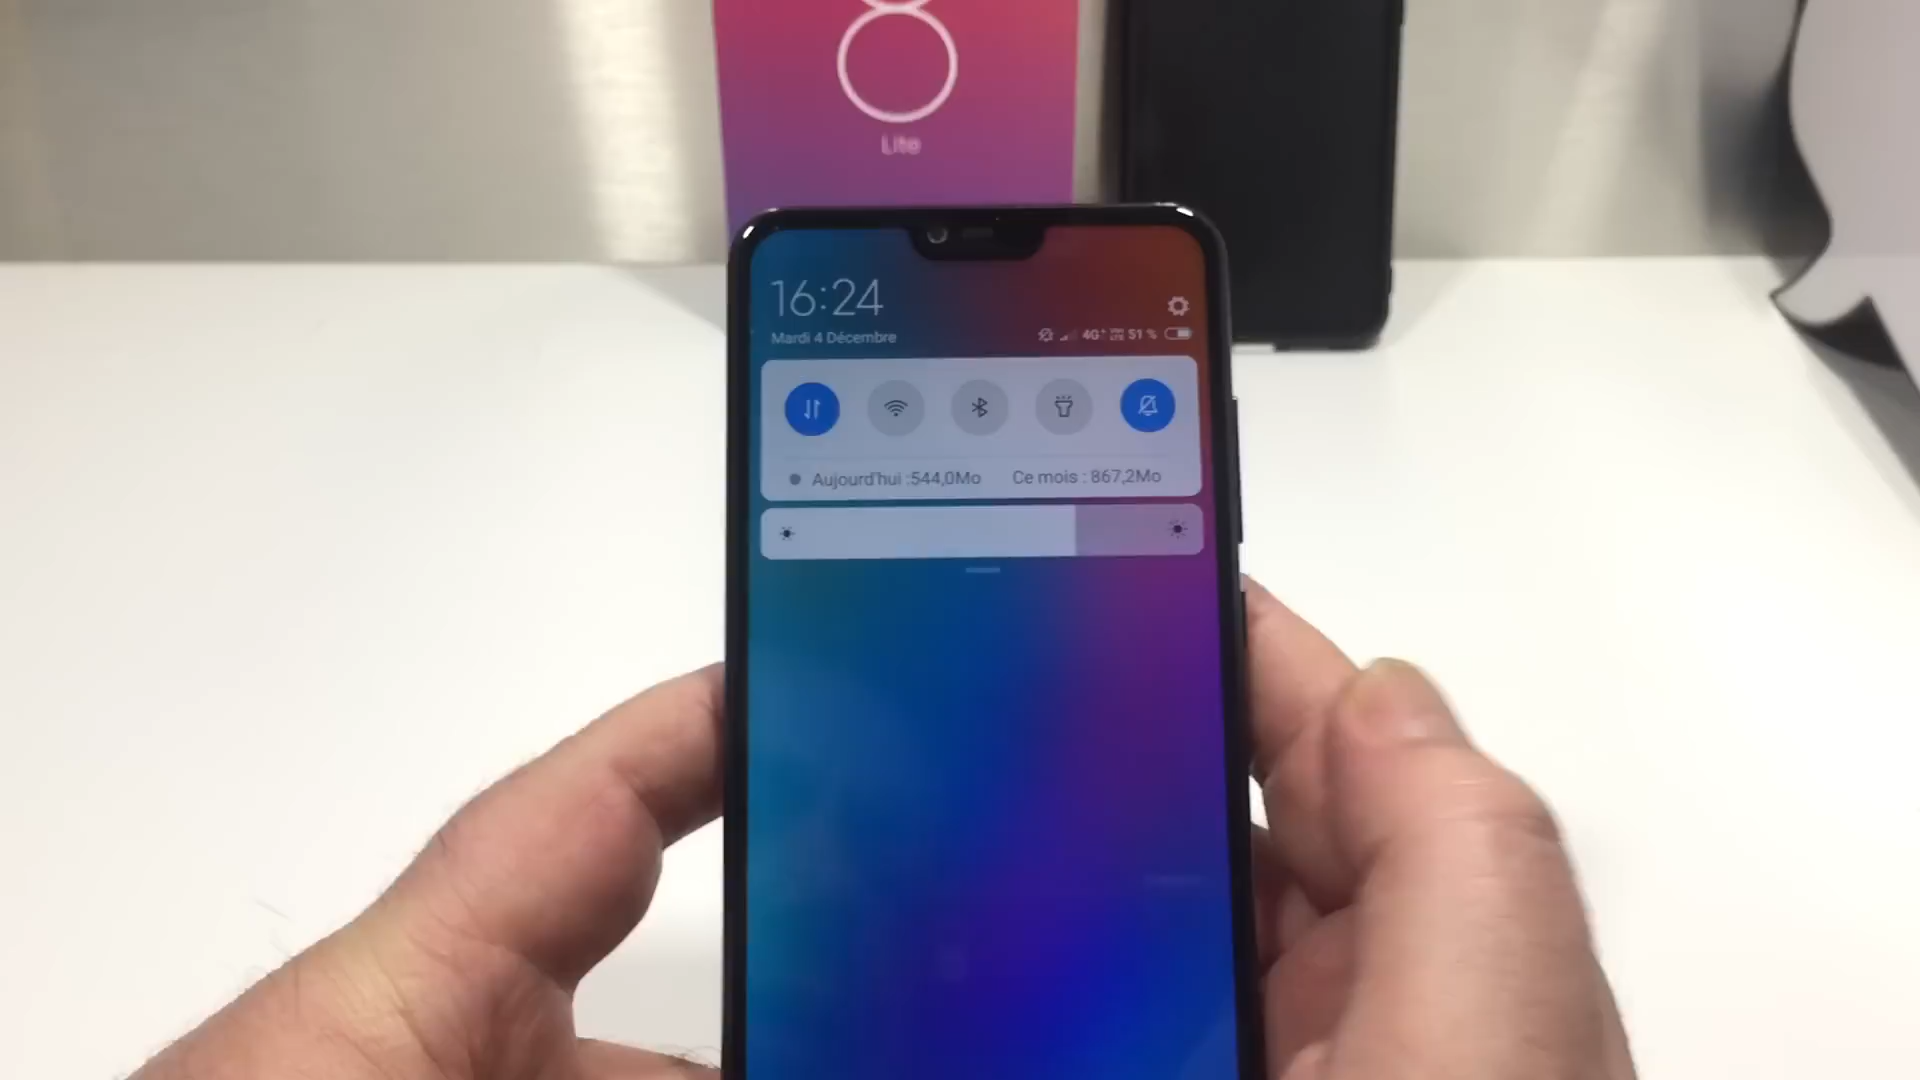 8
Lite
16:24
Mardi 4 Décembre
4G+ 51 %
Aujourd'hui :544,0Mo Ce mois : 867,2Mo